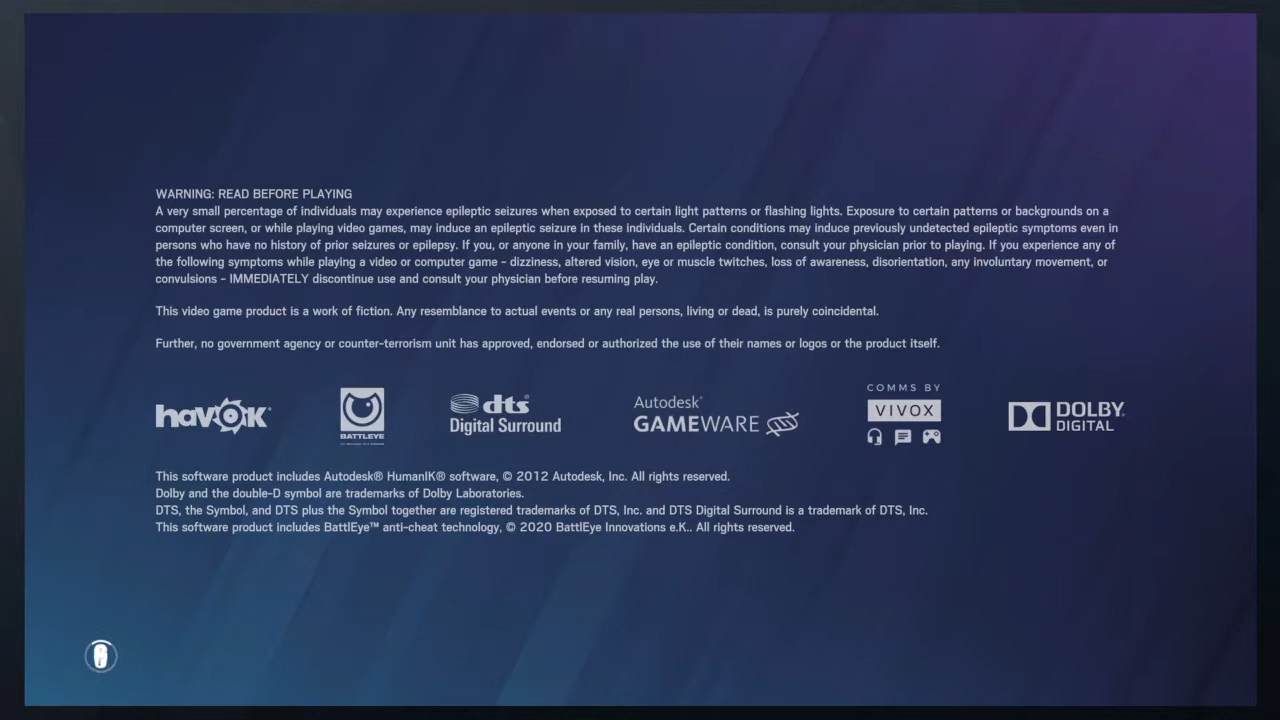 WARNING: READ BEFORE PLAYING
A very small percentage of individuals may experience epileptic seizures when exposed to certain light patterns or flashing lights. Exposure to certain patterns or backgrounds on a
computer screen, or while playing video games, may induce an epileptic seizure in these individuals. Certain conditions may induce previously undetected epileptic symptoms even in
persons who have no history of prior seizures or epilepsy. If you, or anyone in your family, have an epileptic condition, consult your physician prior to playing. If you experience any of
the following symptoms while playing a video or computer game – dizziness, altered vision, eye or muscle twitches, loss of awareness, disorientation, any involuntary movement, or
convulsions – IMMEDIATELY discontinue use and consult your physician before resuming play.
This video game product is a work of fiction. Any resemblance to actual events or any real persons, living or dead, is purely coincidental.
Further, no government agency or counter-terrorism unit has approved, endorsed or authorized the use of their names or logos or the product itself.
havok
BATTLEYE
dts
Digital Surround
Autodesk
GAMEWARE
COMMS BY
VIVOX
DOLBY
DIGITAL
This software product includes Autodesk® HumanIK® software, © 2012 Autodesk, Inc. All rights reserved.
Dolby and the double-D symbol are trademarks of Dolby Laboratories.
DTS, the Symbol, and DTS plus the Symbol together are registered trademarks of DTS, Inc. and DTS Digital Surround is a trademark of DTS, Inc.
This software product includes BattlEye™ anti-cheat technology, © 2020 BattlEye Innovations e.K.. All rights reserved.
6